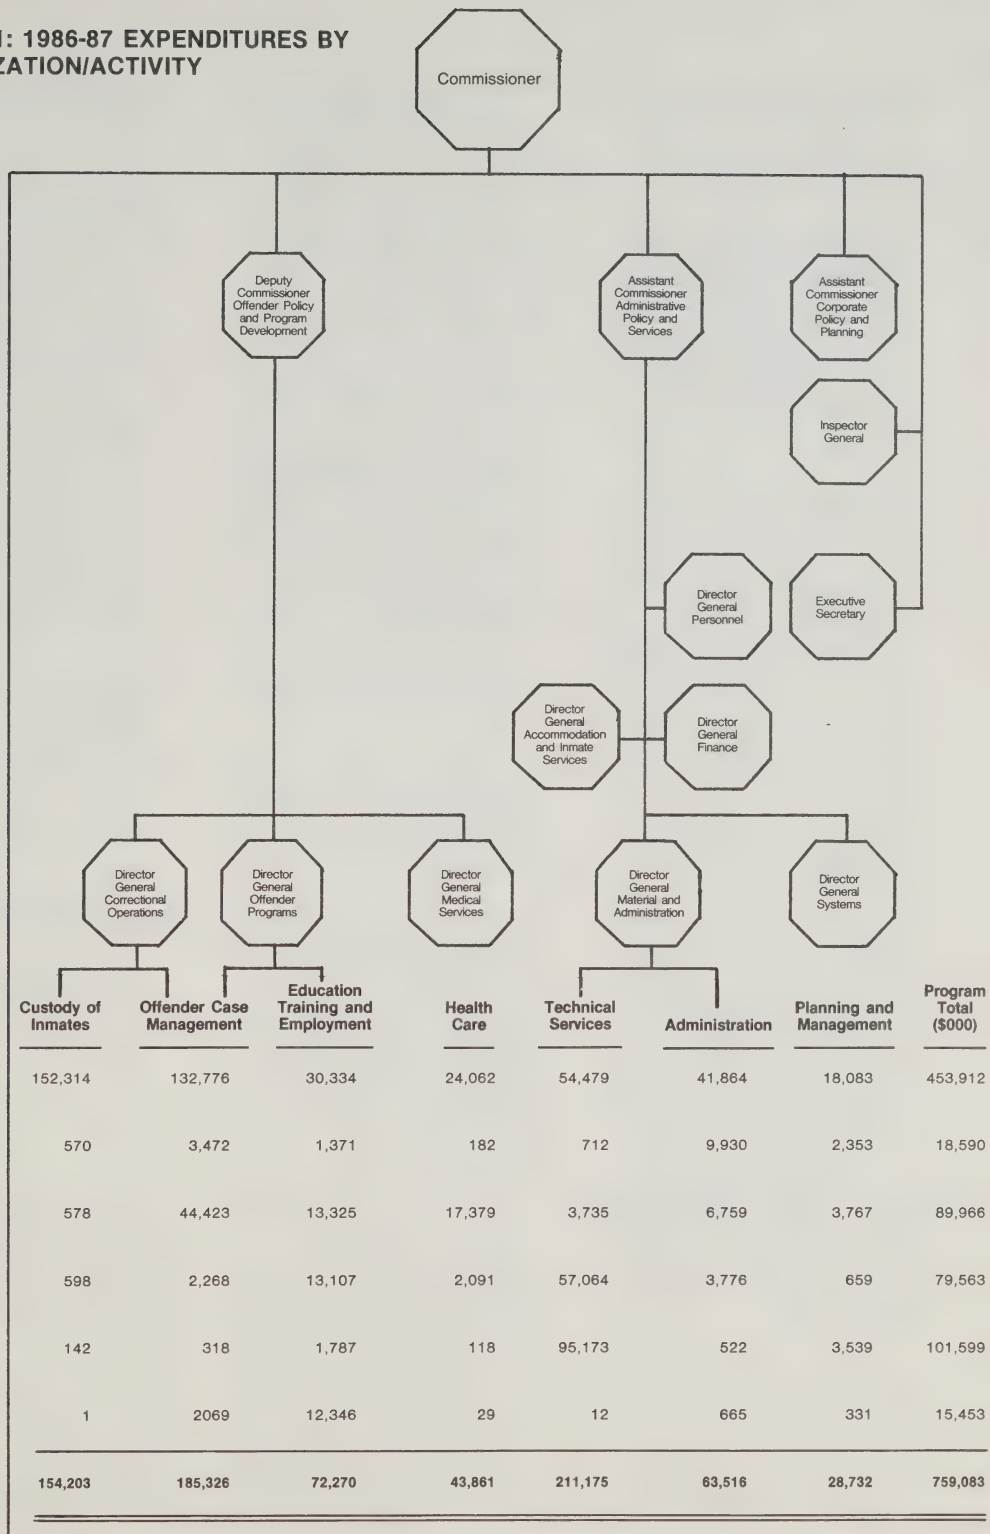 1: 1986-87 EXPENDITURES BY
ZATION/ACTIVITY
Commissioner
Deputy
Commissioner
Offender Policy
and Program
Development
Assistant
Commissioner
Administrative
Policy and
Services
Assistant
Commissioner
Corporate
Policy and
Planning
Inspector
General
Director
General
Personnel
Executive
Secretary
Director
General
Accommodation
and Inmate
Services
Director
General
Finance
Director
General
Correctional
Operations
Director
General
Offender
Programs
Director
General
Medical
Services
Director
General
Material and
Administration
Director
General
Systems
Custody of
Inmates
Offender Case
Management
Education
Training and
Employment
Health
Care
Technical
Services
Administration
Planning and
Management
Program
Total
($000)
152,314 132,776 30,334 24,062 54,479 41,864 18,083 453,912
570 3,472 1,371 182 712 9,930 2,353 18,590
578 44,423 13,325 17,379 3,735 6,759 3,767 89,966
598 2,268 13,107 2,091 57,064 3,776 659 79,563
142 318 1,787 118 95,173 522 3,539 101,599
1 2069 12,346 29 12 665 331 15,453
154,203 185,326 72,270 43,861 211,175 63,516 28,732 759,083